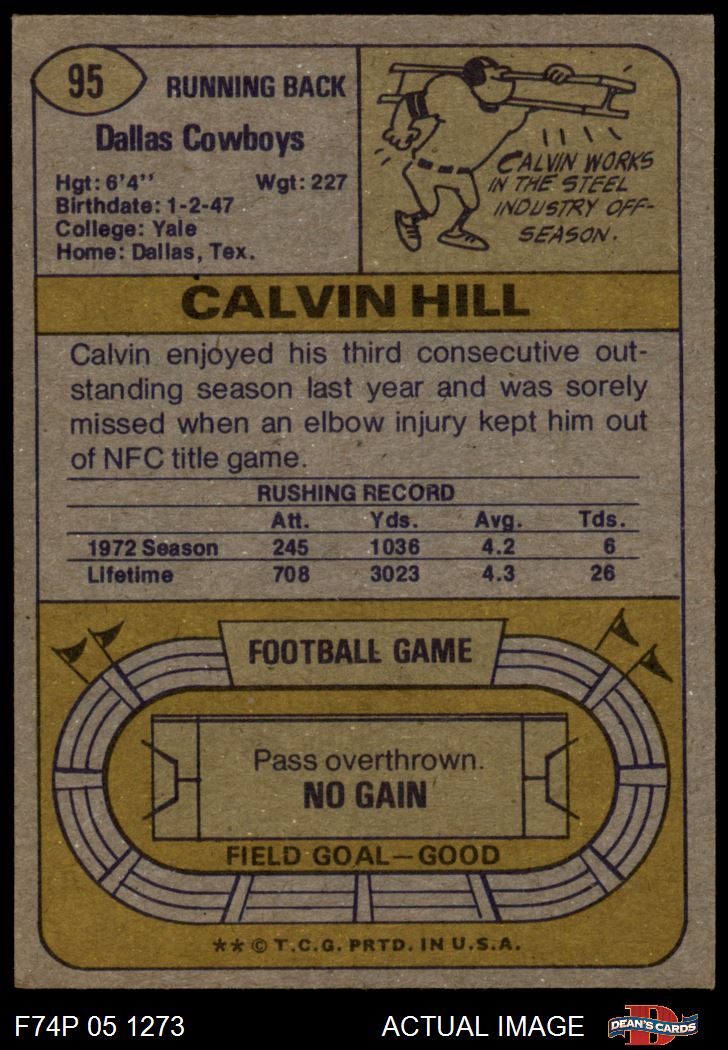 95
RUNNING BACK
Dallas Cowboys
Hgt: 6'4'' Wgt: 227
Birthdate: 1-2-47
College: Yale
Home: Dallas, Tex.
CALVIN WORKS
IN THE STEEL
INDUSTRY OFF-
SEASON.
CALVIN HILL
Calvin enjoyed his third consecutive out-
standing season last year and was sorely
missed when an elbow injury kept him out
of NFC title game.
RUSHING RECORD
Att. Yds. Avg. Tds.
1972 Season 245 1036 4.2 6
Lifetime 708 3023 4.3 26
FOOTBALL GAME
Pass overthrown.
NO GAIN
FIELD GOAL—GOOD
** © T.C.G. PRTD. IN U.S.A.
F74P 05 1273 ACTUAL IMAGE
D
DEAN'S CARDS